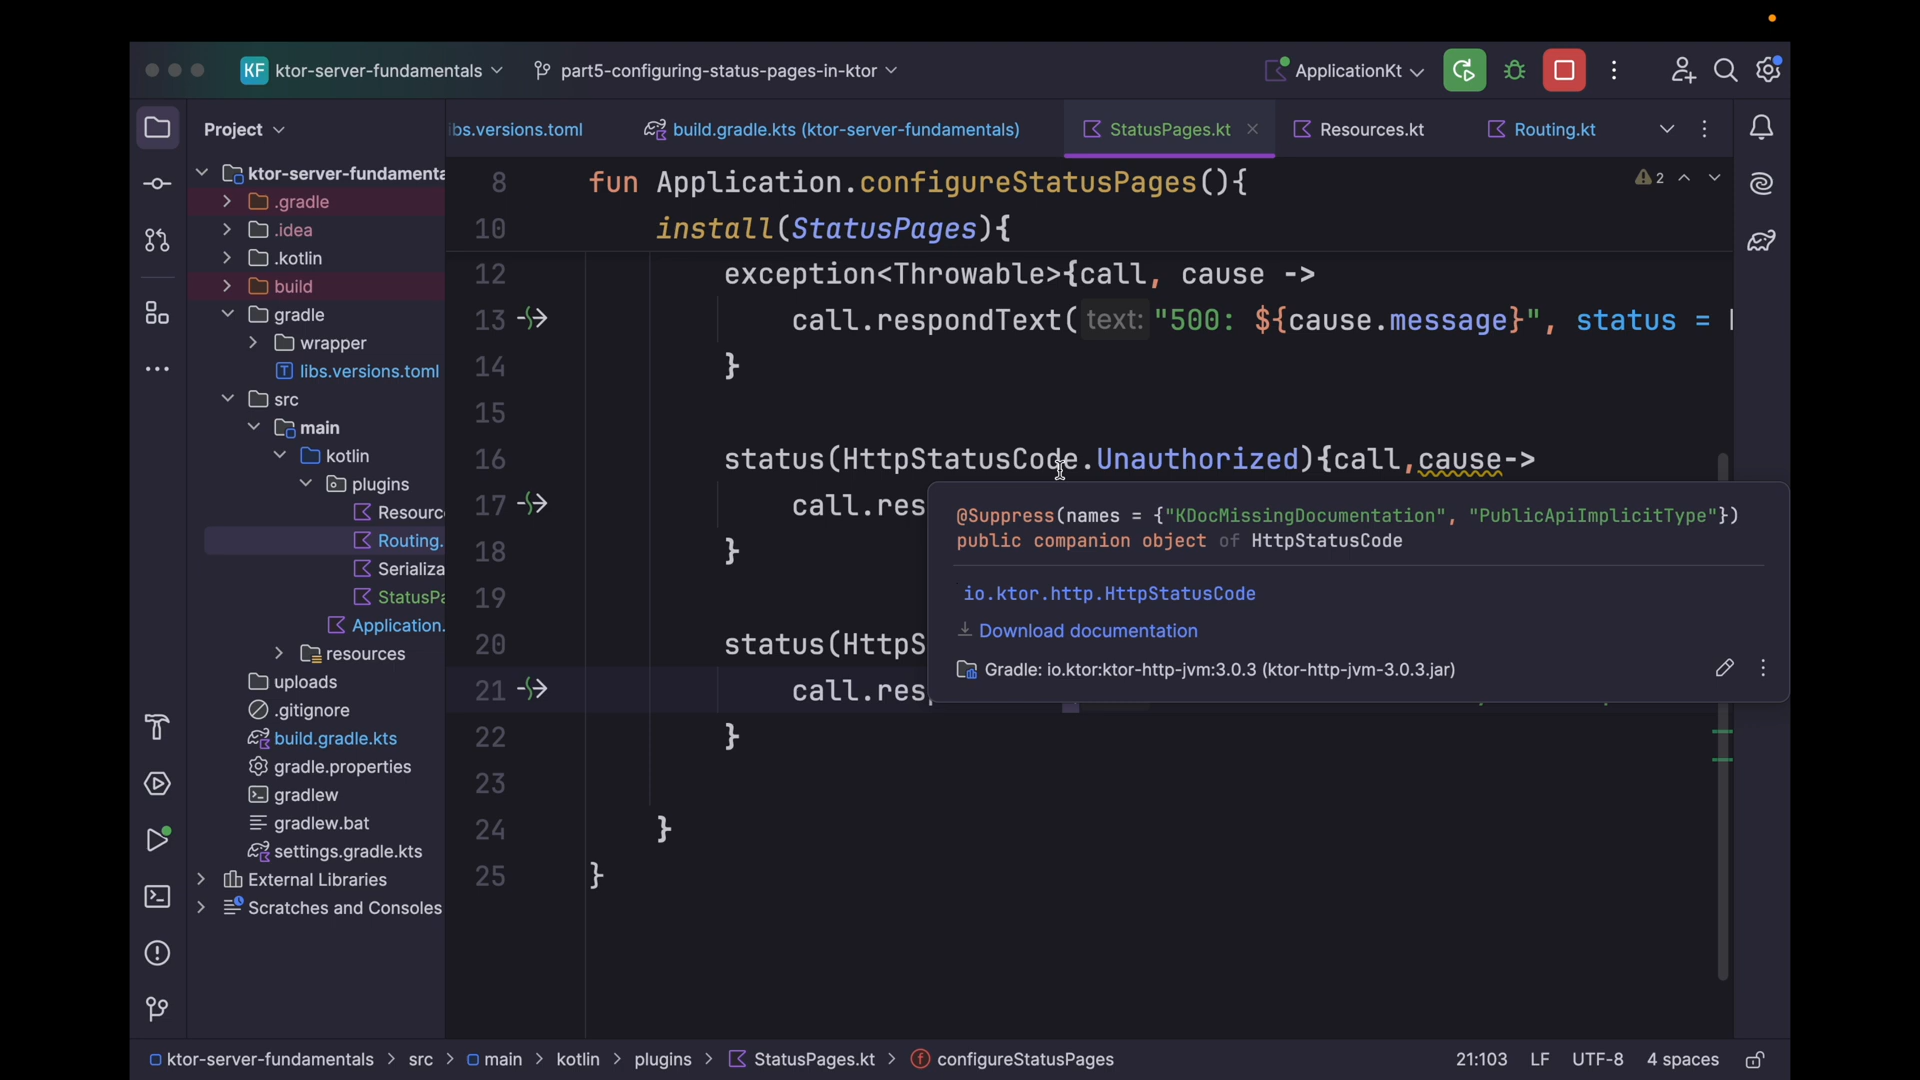 KF ktor-server-fundamentals
part5-configuring-status-pages-in-ktor
ApplicationKt
Project
ktor-server-fundamenta
.gradle
.idea
.kotlin
build
gradle
wrapper
libs.versions.toml
src
main
kotlin
plugins
Resourc
Routing.
Serializa
StatusPa
Application.
resources
uploads
.gitignore
build.gradle.kts
gradle.properties
gradlew
gradlew.bat
settings.gradle.kts
External Libraries
Scratches and Consoles
ibs.versions.toml
build.gradle.kts (ktor-server-fundamentals)
StatusPages.kt
Resources.kt
Routing.kt
2
8 fun Application.configureStatusPages(){
10 install(StatusPages){
12 exception<Throwable>{call, cause ->
13 call.respondText( text: "500: ${cause.message}", status =
14 }
15
16 status(HttpStatusCode.Unauthorized){call,cause->
17 call.res
18 }
19
20 status(HttpS
21 call.res
22 }
23
24 }
25 }
@Suppress(names = {"KDocMissingDocumentation", "PublicApiImplicitType"})
public companion object of HttpStatusCode
io.ktor.http.HttpStatusCode
Download documentation
Gradle: io.ktor:ktor-http-jvm:3.0.3 (ktor-http-jvm-3.0.3.jar)
ktor-server-fundamentals > src > main > kotlin > plugins > StatusPages.kt > configureStatusPages
21:103 LF UTF-8 4 spaces